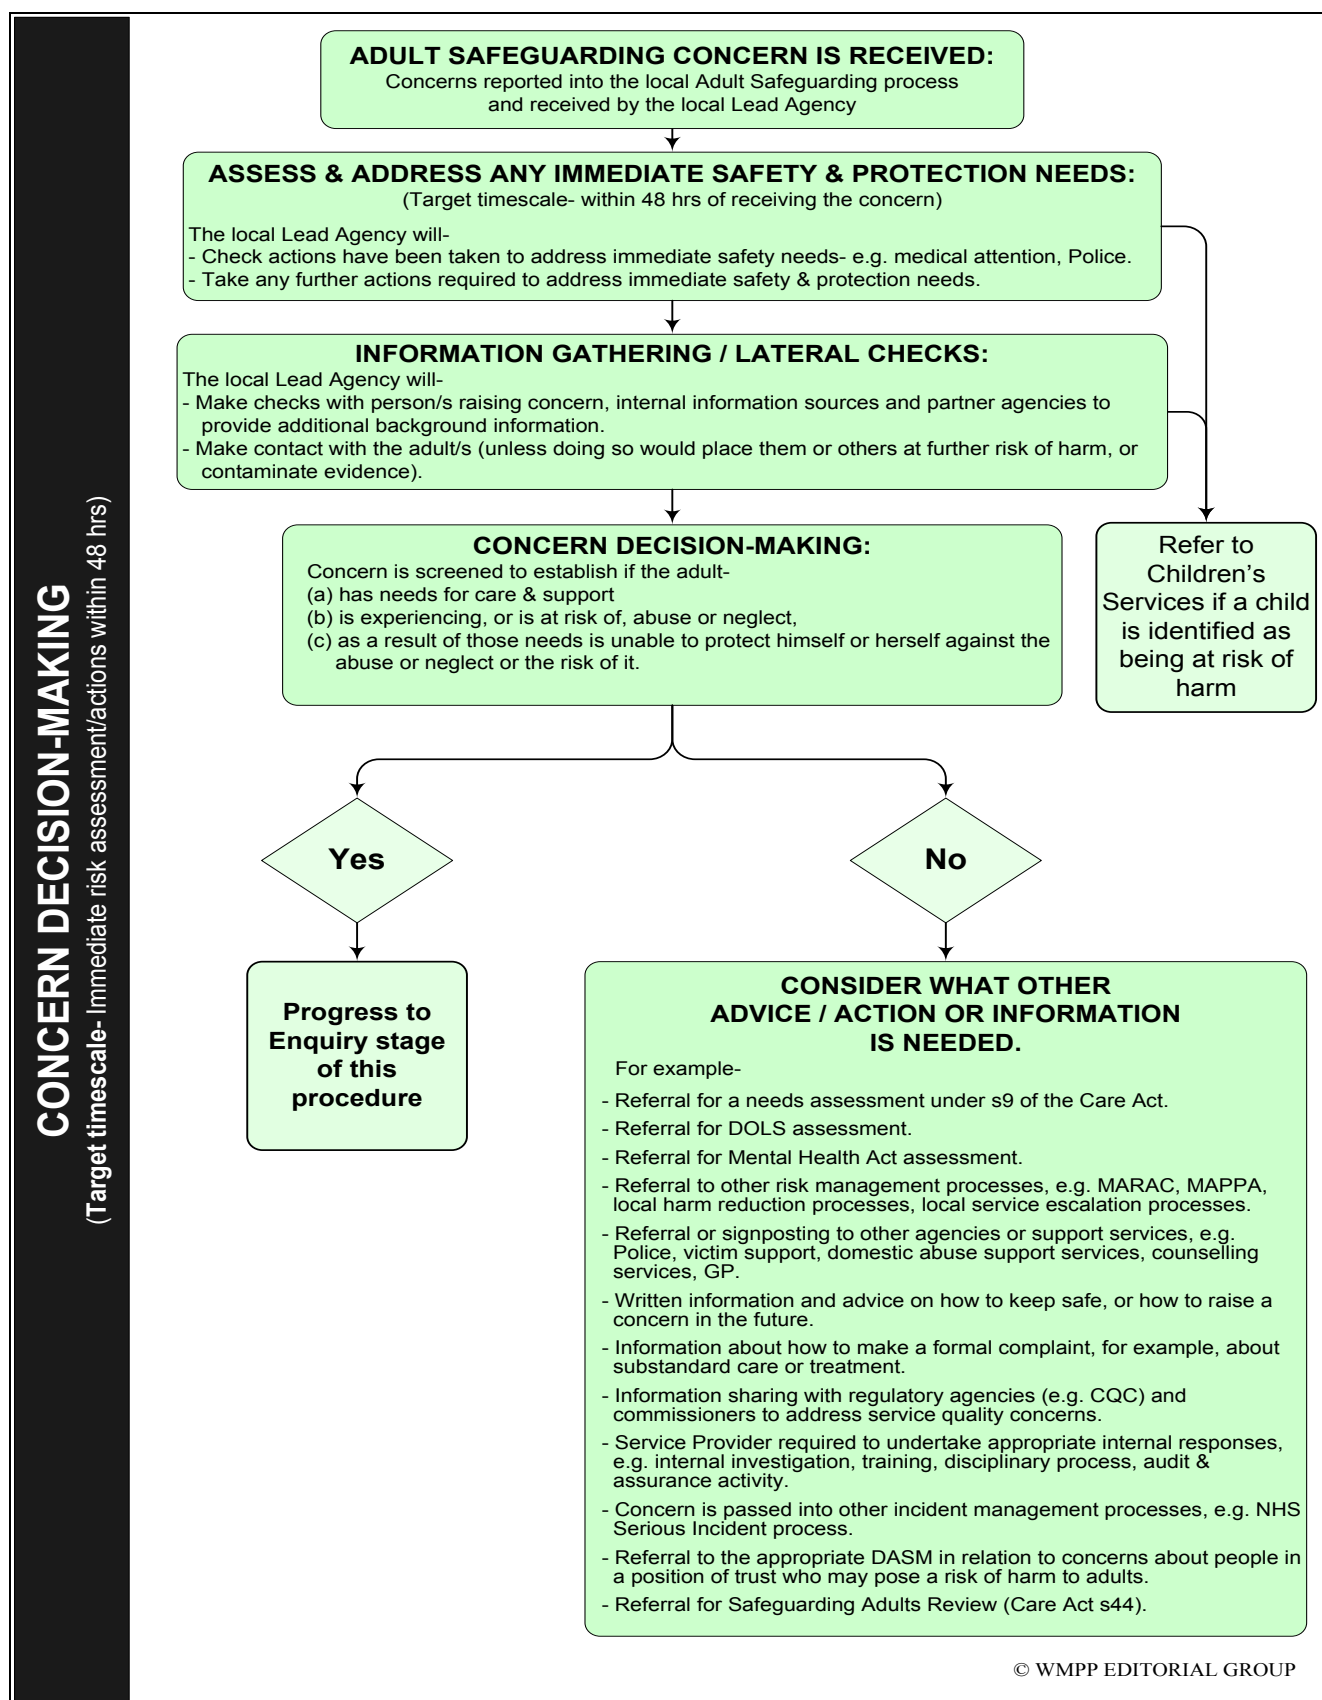 CONCERN DECISION-MAKING
(Target timescale- Immediate risk assessment/actions within 48 hrs)
ADULT SAFEGUARDING CONCERN IS RECEIVED:
Concerns reported into the local Adult Safeguarding process
and received by the local Lead Agency
ASSESS & ADDRESS ANY IMMEDIATE SAFETY & PROTECTION NEEDS:
(Target timescale- within 48 hrs of receiving the concern)
The local Lead Agency will-
- Check actions have been taken to address immediate safety needs- e.g. medical attention, Police.
- Take any further actions required to address immediate safety & protection needs.
INFORMATION GATHERING / LATERAL CHECKS:
The local Lead Agency will-
- Make checks with person/s raising concern, internal information sources and partner agencies to
provide additional background information.
- Make contact with the adult/s (unless doing so would place them or others at further risk of harm, or
contaminate evidence).
CONCERN DECISION-MAKING:
Concern is screened to establish if the adult-
(a) has needs for care & support
(b) is experiencing, or is at risk of, abuse or neglect,
(c) as a result of those needs is unable to protect himself or herself against the
abuse or neglect or the risk of it.
Refer to
Children's
Services if a child
is identified as
being at risk of
harm
Yes
No
Progress to
Enquiry stage
of this
procedure
CONSIDER WHAT OTHER
ADVICE / ACTION OR INFORMATION
IS NEEDED.
For example-
- Referral for a needs assessment under s9 of the Care Act.
- Referral for DOLS assessment.
- Referral for Mental Health Act assessment.
- Referral to other risk management processes, e.g. MARAC, MAPPA,
local harm reduction processes, local service escalation processes.
- Referral or signposting to other agencies or support services, e.g.
Police, victim support, domestic abuse support services, counselling
services, GP.
- Written information and advice on how to keep safe, or how to raise a
concern in the future.
- Information about how to make a formal complaint, for example, about
substandard care or treatment.
- Information sharing with regulatory agencies (e.g. CQC) and
commissioners to address service quality concerns.
- Service Provider required to undertake appropriate internal responses,
e.g. internal investigation, training, disciplinary process, audit &
assurance activity.
- Concern is passed into other incident management processes, e.g. NHS
Serious Incident process.
- Referral to the appropriate DASM in relation to concerns about people in
a position of trust who may pose a risk of harm to adults.
- Referral for Safeguarding Adults Review (Care Act s44).
© WMPP EDITORIAL GROUP